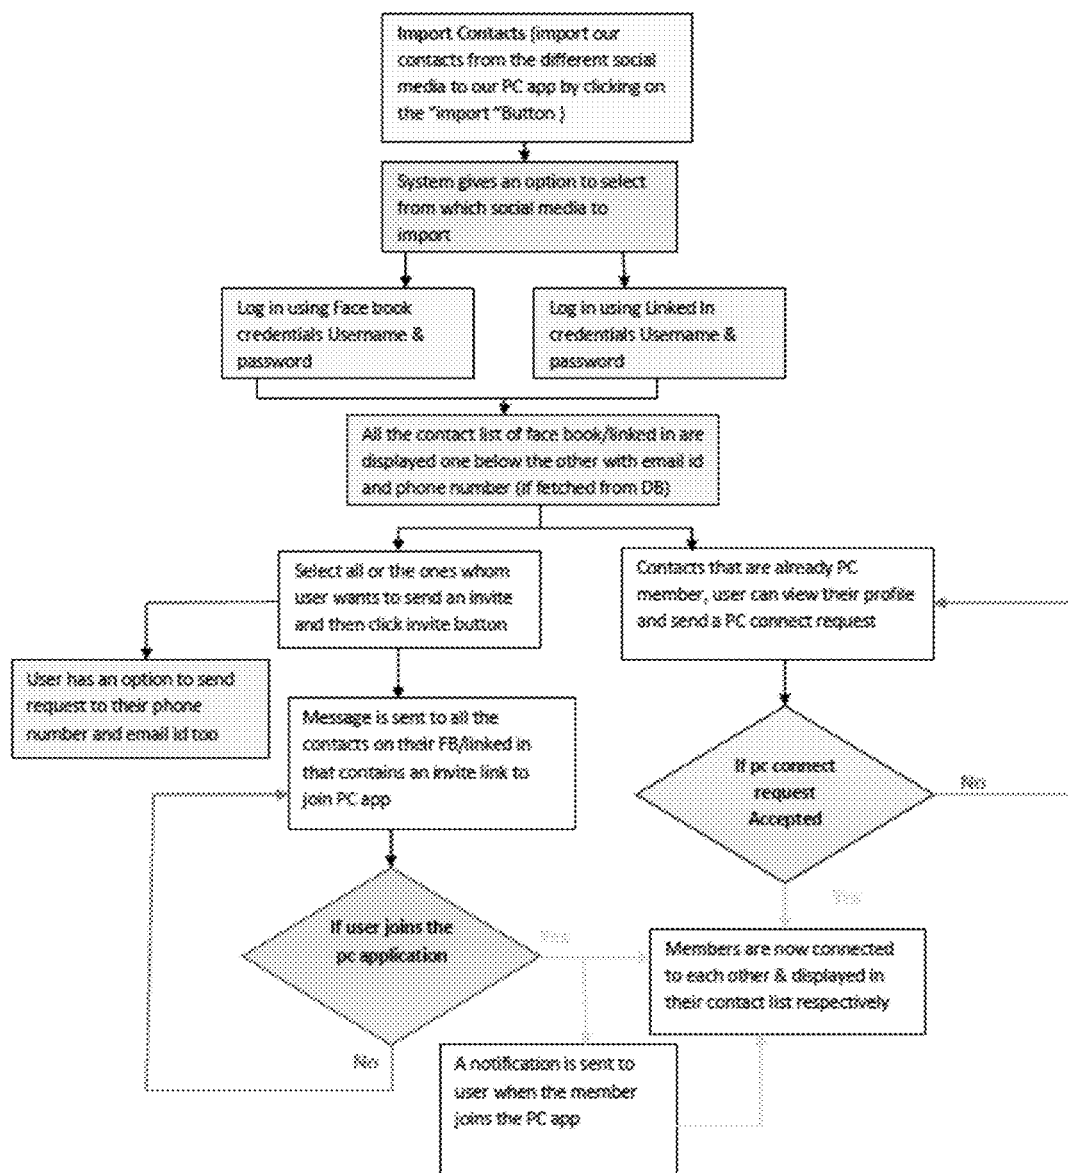 Import Contacts (import our
contacts from the different social
media to our PC app by clicking on
the "import "Button )
System gives an option to select
from which social media to
import
Log in using Face book
credentials Username &
password
Log in using Linked In
credentials Username &
password
All the contact list of face book/linked in are
displayed one below the other with email id
and phone number (if fetched from DB)
Select all or the ones whom
user wants to send an invite
and then click invite button
Contacts that are already PC
member, user can view their profile
and send a PC connect request
User has an option to send
request to their phone
number and email id too
Message is sent to all the
contacts on their FB/linked in
that contains an invite link to
join PC app
If pc connect
request
Accepted
No
Yes
If user joins the
pc application
Yes
No
Members are now connected
to each other & displayed in
their contact list respectively
A notification is sent to
user when the member
joins the PC app